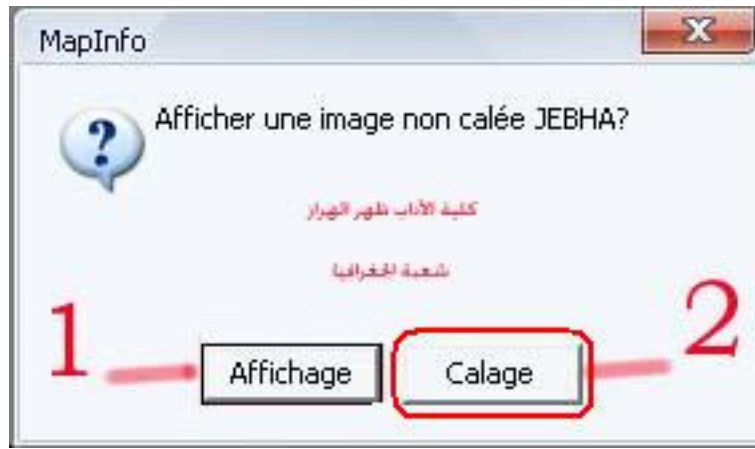 MapInfo
Afficher une image non calée JEBHA?
كلية الآداب ظهر المهراز
شعبة الجغرافيا
1
2
Affichage
Calage